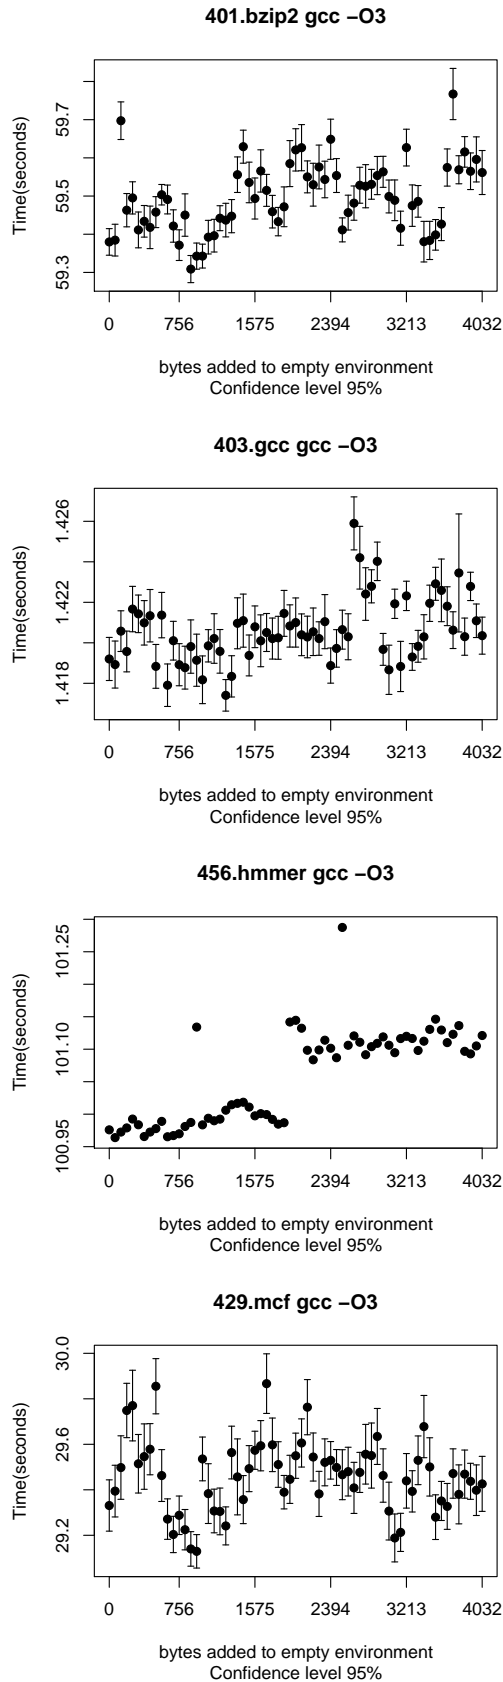 401.bzip2 gcc −O3
Time(seconds)
59.3 59.5 59.7
0 756 1575 2394 3213 4032
bytes added to empty environment
Confidence level 95%
403.gcc gcc −O3
Time(seconds)
1.418 1.422 1.426
0 756 1575 2394 3213 4032
bytes added to empty environment
Confidence level 95%
456.hmmer gcc −O3
Time(seconds)
100.95 101.10 101.25
0 756 1575 2394 3213 4032
bytes added to empty environment
Confidence level 95%
429.mcf gcc −O3
Time(seconds)
29.2 29.6 30.0
0 756 1575 2394 3213 4032
bytes added to empty environment
Confidence level 95%